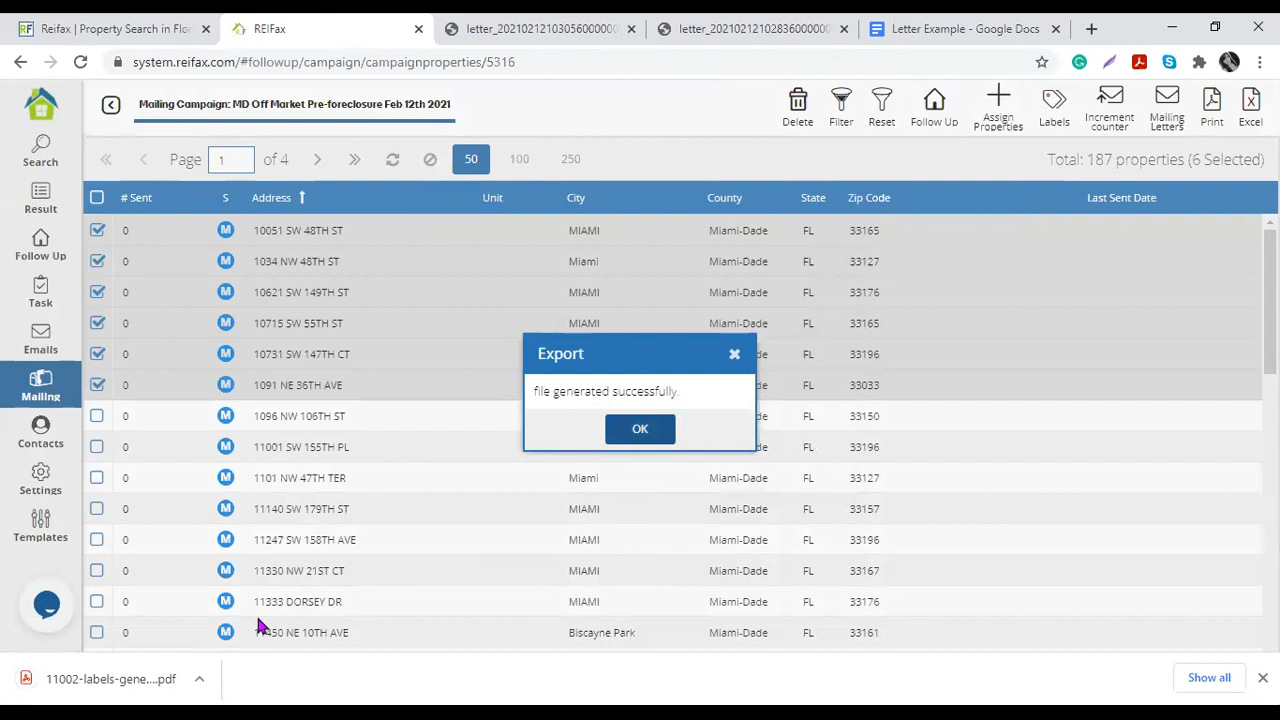 Reifax | Property Search in Flo
REIFax
letter_2021021210305600000
letter_2021021210283600000
Letter Example - Google Docs
system.reifax.com/#followup/campaign/campaignproperties/5316
Mailing Campaign: MD Off Market Pre-foreclosure Feb 12th 2021
Delete
Filter
Reset
Follow Up
Assign Properties
Labels
Increment counter
Mailing Letters
Print
Excel
Search
Result
Follow Up
Task
Emails
Mailing
Contacts
Settings
Templates
Page 1 of 4 50 100 250 Total: 187 properties (6 Selected)
# Sent S Address Unit City County State Zip Code Last Sent Date
0 M 10051 SW 48TH ST MIAMI Miami-Dade FL 33165
0 M 1034 NW 48TH ST Miami Miami-Dade FL 33127
0 M 10621 SW 149TH ST MIAMI Miami-Dade FL 33176
0 M 10715 SW 55TH ST MIAMI Miami-Dade FL 33165
0 M 10731 SW 147TH CT de FL 33196
0 M 1091 NE 36TH AVE de FL 33033
0 M 1096 NW 106TH ST de FL 33150
0 M 11001 SW 155TH PL de FL 33196
0 M 1101 NW 47TH TER Miami Miami-Dade FL 33127
0 M 11140 SW 179TH ST MIAMI Miami-Dade FL 33157
0 M 11247 SW 158TH AVE MIAMI Miami-Dade FL 33196
0 M 11330 NW 21ST CT MIAMI Miami-Dade FL 33167
0 M 11333 DORSEY DR MIAMI Miami-Dade FL 33176
0 M 450 NE 10TH AVE Biscayne Park Miami-Dade FL 33161
Export
file generated successfully.
OK
11002-labels-gene....pdf
Show all